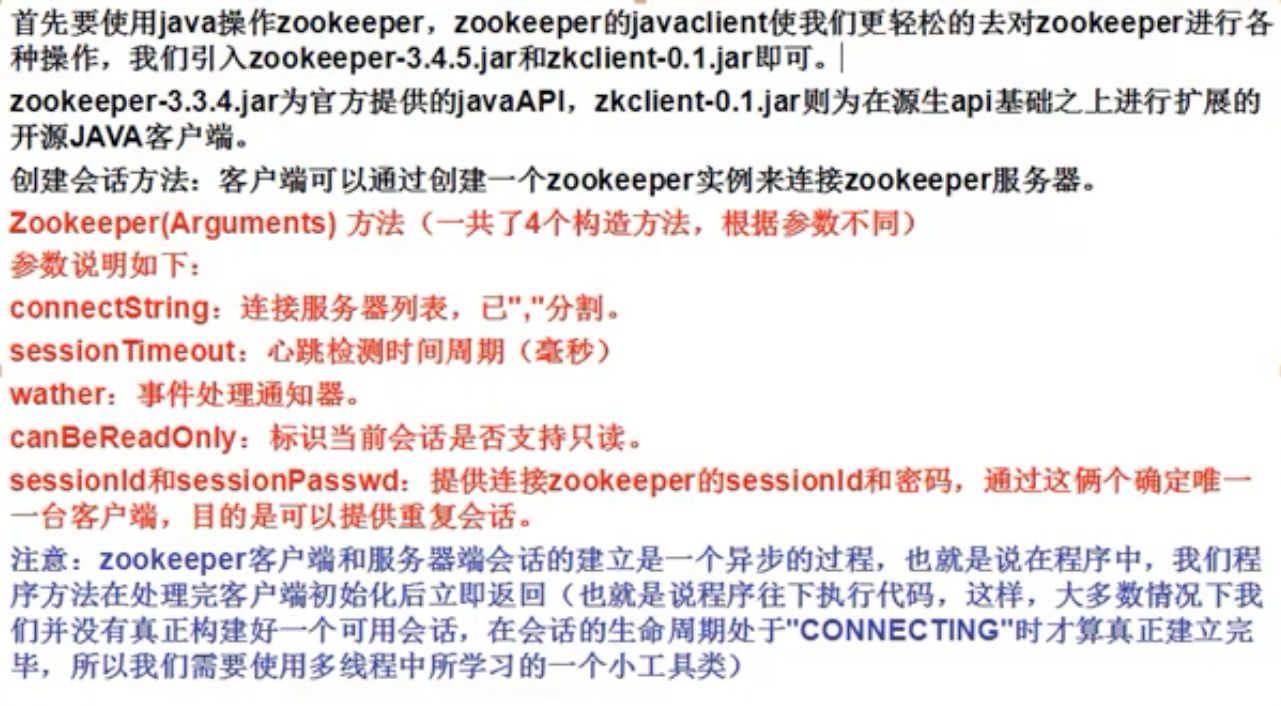 首先要使用java操作zookeeper，zookeeper的javaclient使我们更轻松的去对zookeeper进行各
种操作，我们引入zookeeper-3.4.5.jar和zkclient-0.1.jar即可。
zookeeper-3.3.4.jar为官方提供的javaAPI，zkclient-0.1.jar则为在源生api基础之上进行扩展的
开源JAVA客户端。
创建会话方法：客户端可以通过创建一个zookeeper实例来连接zookeeper服务器。
Zookeeper(Arguments) 方法（一共了4个构造方法，根据参数不同）
参数说明如下：
connectString：连接服务器列表，已","分割。
sessionTimeout：心跳检测时间周期（毫秒）
wather：事件处理通知器。
canBeReadOnly：标识当前会话是否支持只读。
sessionId和sessionPasswd：提供连接zookeeper的sessionId和密码，通过这俩个确定唯一
一台客户端，目的是可以提供重复会话。
注意：zookeeper客户端和服务器端会话的建立是一个异步的过程，也就是说在程序中，我们程
序方法在处理完客户端初始化后立即返回（也就是说程序往下执行代码，这样，大多数情况下我
们并没有真正构建好一个可用会话，在会话的生命周期处于"CONNECTING"时才算真正建立完
毕，所以我们需要使用多线程中所学习的一个小工具类）